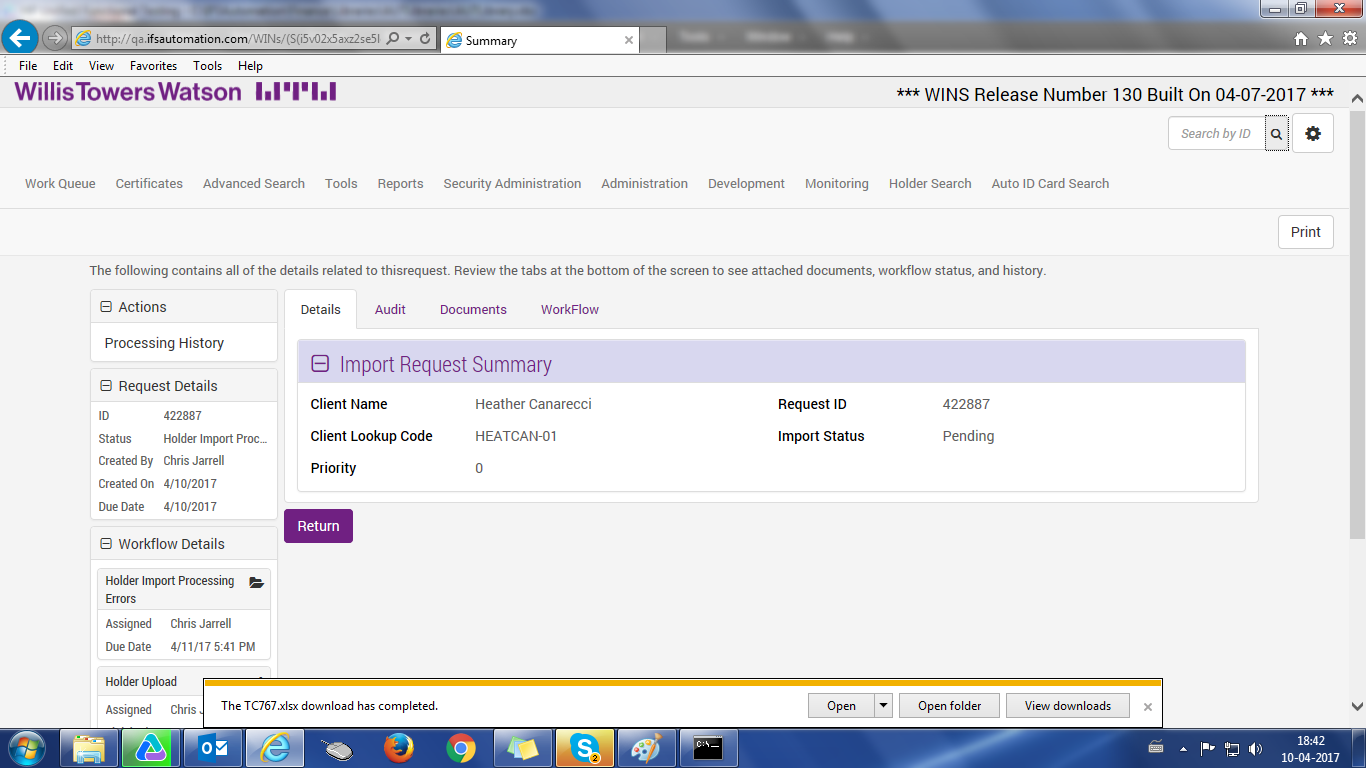 http://qa.ifsautomation.com/WINs/(S(i5v02x5axz2se5l
Summary
File Edit View Favorites Tools Help
WillisTowersWatson
*** WINS Release Number 130 Built On 04-07-2017 ***
Search by ID
Work Queue Certificates Advanced Search Tools Reports Security Administration Administration Development Monitoring Holder Search Auto ID Card Search
Print
The following contains all of the details related to thisrequest. Review the tabs at the bottom of the screen to see attached documents, workflow status, and history.
Actions
Processing History
Request Details
ID 422887
Status Holder Import Proc...
Created By Chris Jarrell
Created On 4/10/2017
Due Date 4/10/2017
Workflow Details
Holder Import Processing
Errors
Assigned Chris Jarrell
Due Date 4/11/17 5:41 PM
Holder Upload
Assigned Chris
Details Audit Documents WorkFlow
Import Request Summary
Client Name Heather Canarecci Request ID 422887
Client Lookup Code HEATCAN-01 Import Status Pending
Priority 0
Return
The TC767.xlsx download has completed.
Open Open folder View downloads
2
C:\_
18:42
10-04-2017